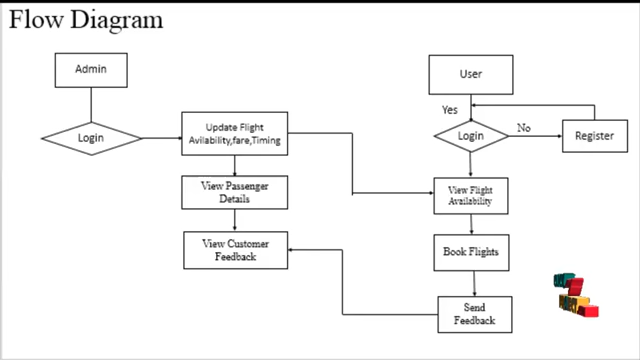 Flow Diagram
Admin
Login
Update Flight
Avilability,fare,Timing
View Passenger
Details
View Customer
Feedback
User
Yes
Login
No
Register
View Flight
Availability
Book Flights
Send
Feedback